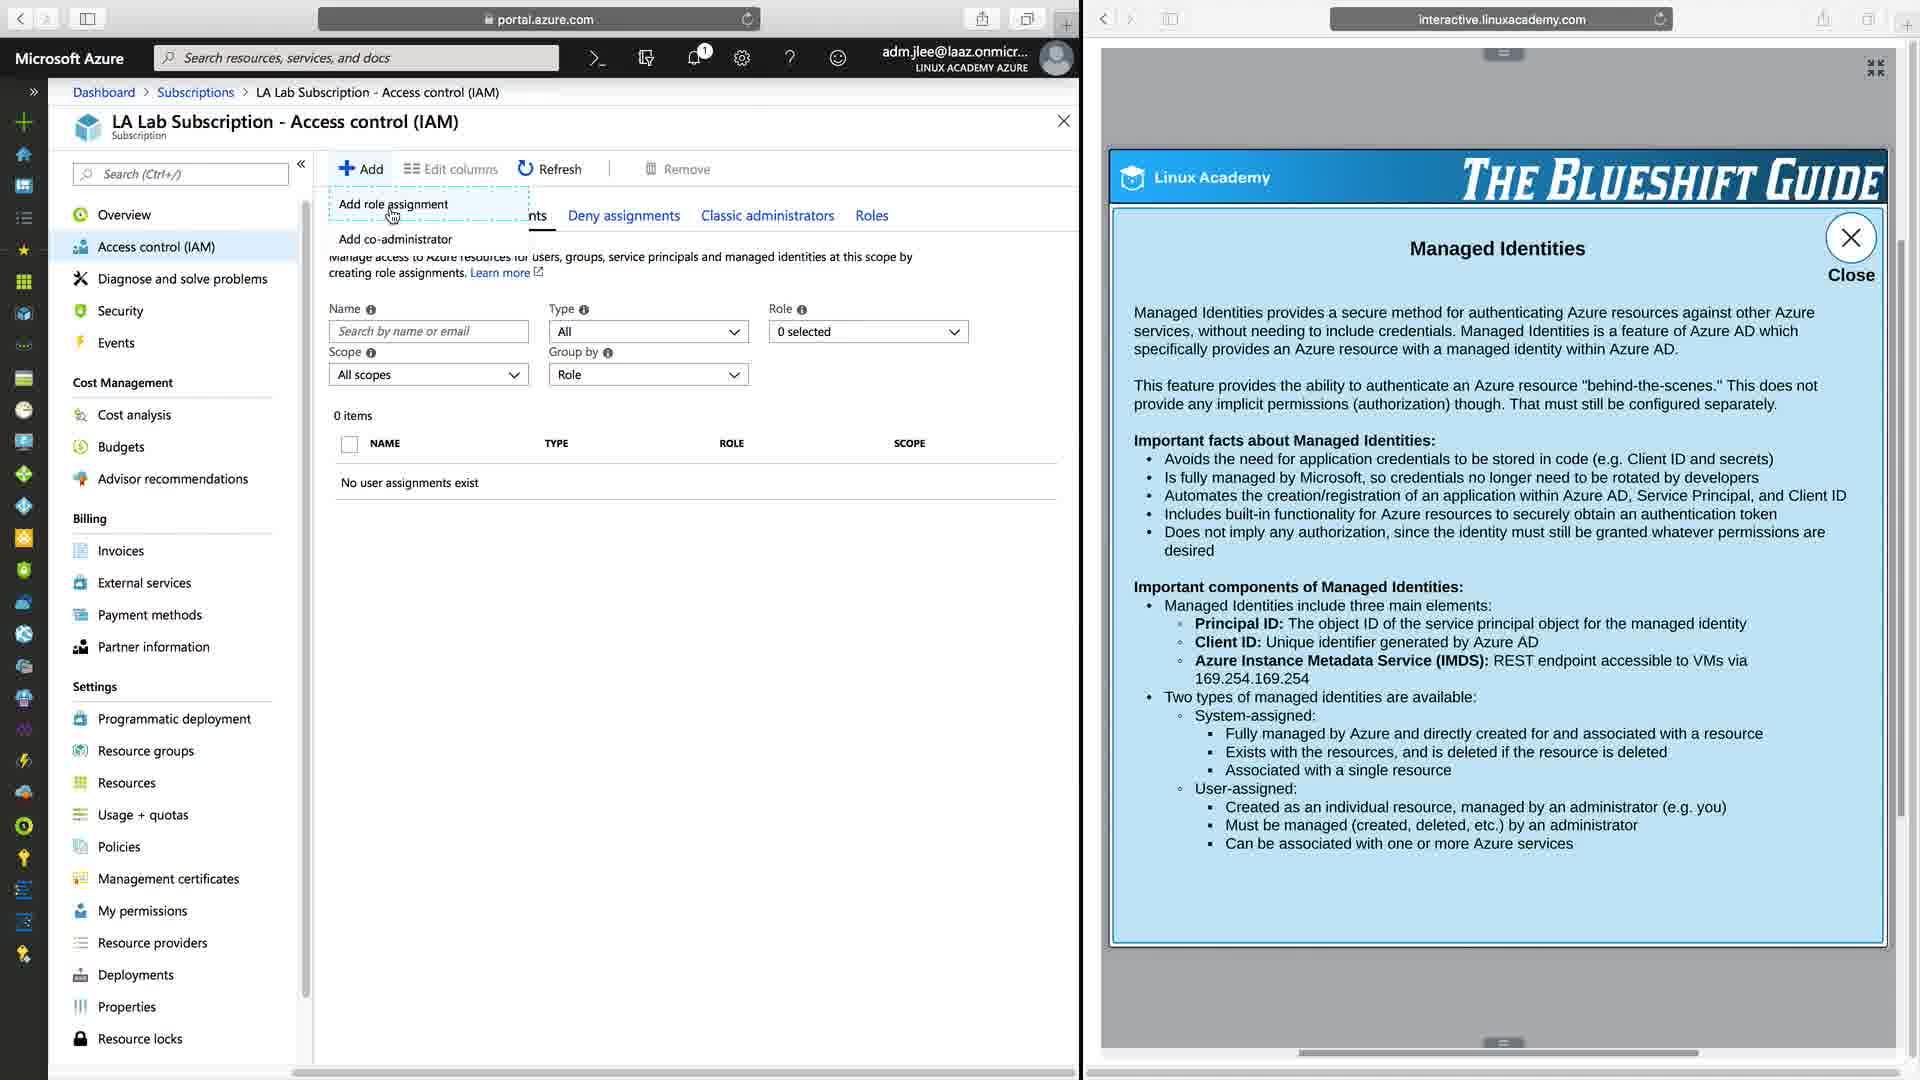 portal.azure.com
Microsoft Azure
Search resources, services, and docs
1
adm.jlee@laaz.onmicr...
LINUX ACADEMY AZURE
Dashboard > Subscriptions > LA Lab Subscription - Access control (IAM)
LA Lab Subscription - Access control (IAM)
Subscription
Search (Ctrl+/)
Overview
Access control (IAM)
Diagnose and solve problems
Security
Events
Cost Management
Cost analysis
Budgets
Advisor recommendations
Billing
Invoices
External services
Payment methods
Partner information
Settings
Programmatic deployment
Resource groups
Resources
Usage + quotas
Policies
Management certificates
My permissions
Resource providers
Deployments
Properties
Resource locks
Add Edit columns Refresh Remove
Add role assignment
Add co-administrator
nts Deny assignments Classic administrators Roles
Manage access to Azure resources for users, groups, service principals and managed identities at this scope by
creating role assignments. Learn more
Name Type Role
Search by name or email All 0 selected
Scope Group by
All scopes Role
0 items
NAME TYPE ROLE SCOPE
No user assignments exist
interactive.linuxacademy.com
Linux Academy
THE BLUESHIFT GUIDE
Managed Identities
Close
Managed Identities provides a secure method for authenticating Azure resources against other Azure
services, without needing to include credentials. Managed Identities is a feature of Azure AD which
specifically provides an Azure resource with a managed identity within Azure AD.
This feature provides the ability to authenticate an Azure resource "behind-the-scenes." This does not
provide any implicit permissions (authorization) though. That must still be configured separately.
Important facts about Managed Identities:
• Avoids the need for application credentials to be stored in code (e.g. Client ID and secrets)
• Is fully managed by Microsoft, so credentials no longer need to be rotated by developers
• Automates the creation/registration of an application within Azure AD, Service Principal, and Client ID
• Includes built-in functionality for Azure resources to securely obtain an authentication token
• Does not imply any authorization, since the identity must still be granted whatever permissions are
desired
Important components of Managed Identities:
• Managed Identities include three main elements:
◦ Principal ID: The object ID of the service principal object for the managed identity
◦ Client ID: Unique identifier generated by Azure AD
◦ Azure Instance Metadata Service (IMDS): REST endpoint accessible to VMs via
169.254.169.254
• Two types of managed identities are available:
◦ System-assigned:
▪ Fully managed by Azure and directly created for and associated with a resource
▪ Exists with the resources, and is deleted if the resource is deleted
▪ Associated with a single resource
◦ User-assigned:
▪ Created as an individual resource, managed by an administrator (e.g. you)
▪ Must be managed (created, deleted, etc.) by an administrator
▪ Can be associated with one or more Azure services